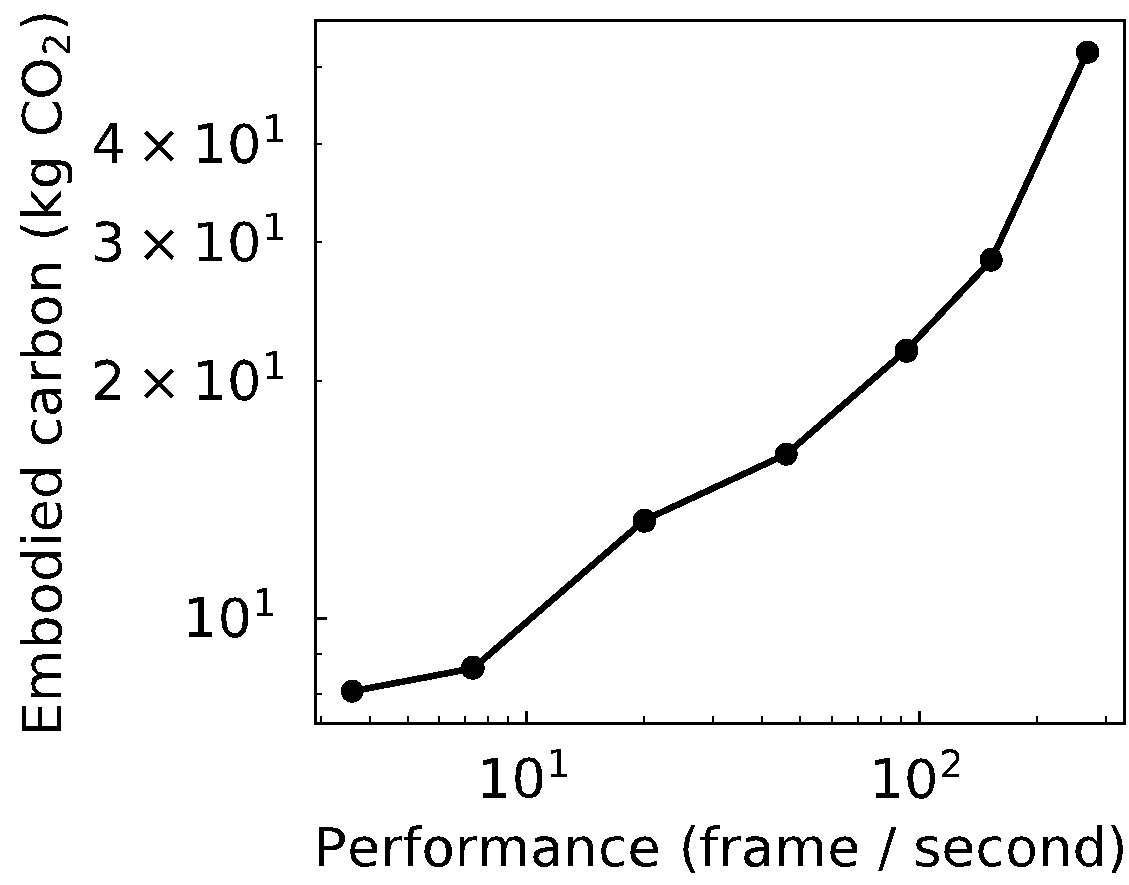 Embodied carbon (kg CO₂)
4 × 10¹
3 × 10¹
2 × 10¹
10¹
10¹ 10²
Performance (frame / second)